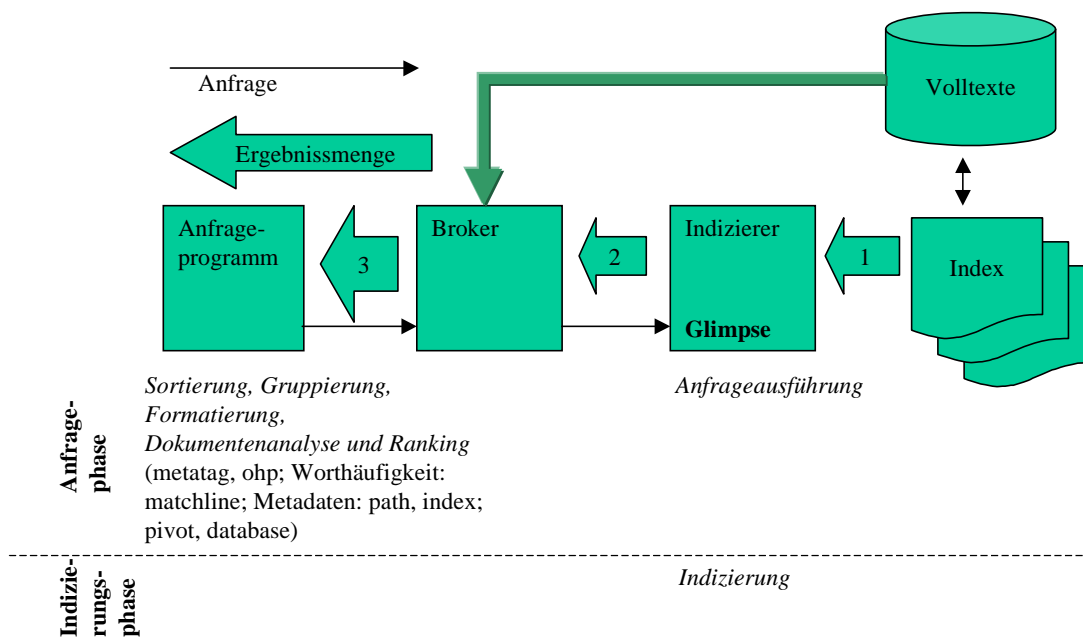 Anfrage
Volltexte
Ergebnissmenge
Anfrage-
programm
3
Broker
2
Indizierer
Glimpse
1
Index
Anfrage-
phase
Sortierung, Gruppierung,
Formatierung,
Dokumentenanalyse und Ranking
(metatag, ohp; Worthäufigkeit:
matchline; Metadaten: path, index;
pivot, database)
Anfrageausführung
Indizie-
rungs-
phase
Indizierung